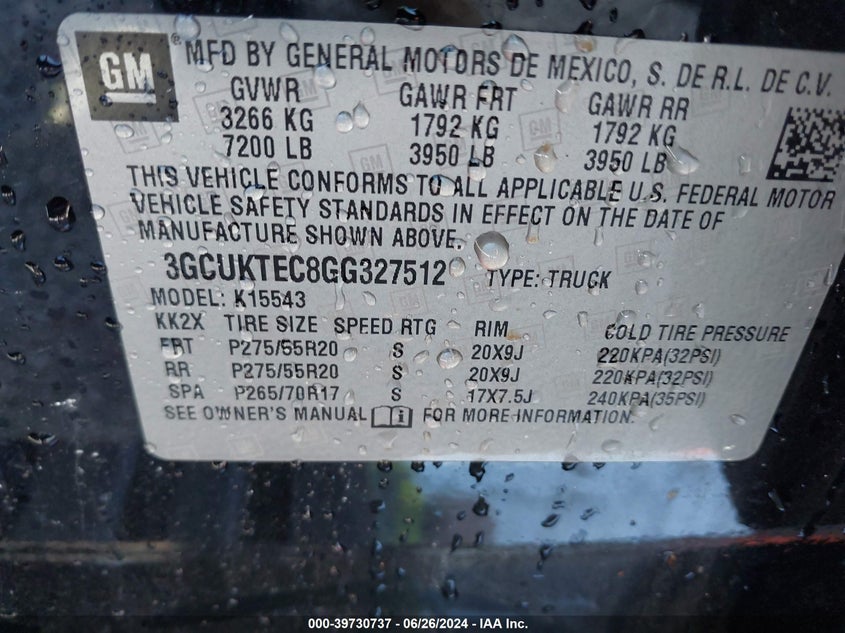 GM ® MFD BY GENERAL MOTORS DE MEXICO, S. DE R.L. DE C.V.
GVWR GAWR FRT GAWR RR
3266 KG 1792 KG 1792 KG
7200 LB 3950 LB 3950 LB
THIS VEHICLE CONFORMS TO ALL APPLICABLE U.S. FEDERAL MOTOR
VEHICLE SAFETY STANDARDS IN EFFECT ON THE DATE OF
MANUFACTURE SHOWN ABOVE.
3GCUKTEC8GG327512 TYPE: TRUCK
MODEL: K15543
KK2X TIRE SIZE SPEED RTG RIM COLD TIRE PRESSURE
FRT P275/55R20 S 20X9J 220KPA(32PSI)
RR P275/55R20 S 20X9J 220KPA(32PSI)
SPA P265/70R17 S 17X7.5J 240KPA(35PSI)
SEE OWNER'S MANUAL i FOR MORE INFORMATION.
000-39730737 - 06/26/2024 - IAA Inc.